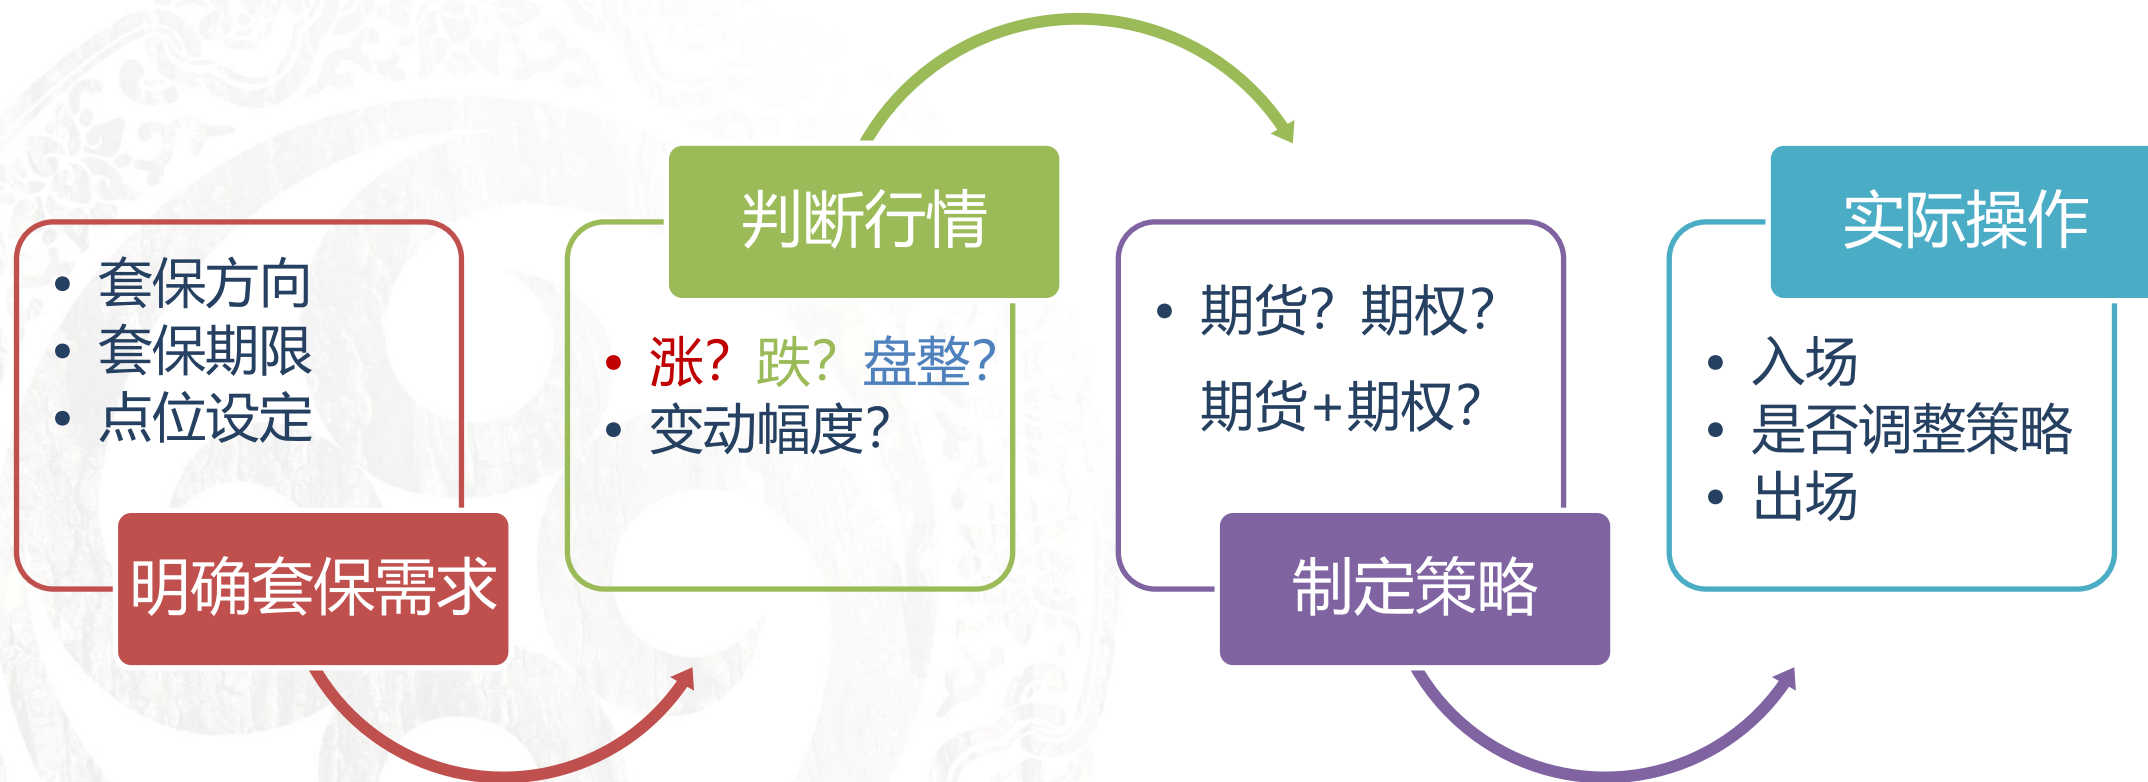 • 套保方向
• 套保期限
• 点位设定
明确套保需求
判断行情
• 涨？跌？盘整？
• 变动幅度？
• 期货？期权？
期货+期权？
制定策略
实际操作
• 入场
• 是否调整策略
• 出场